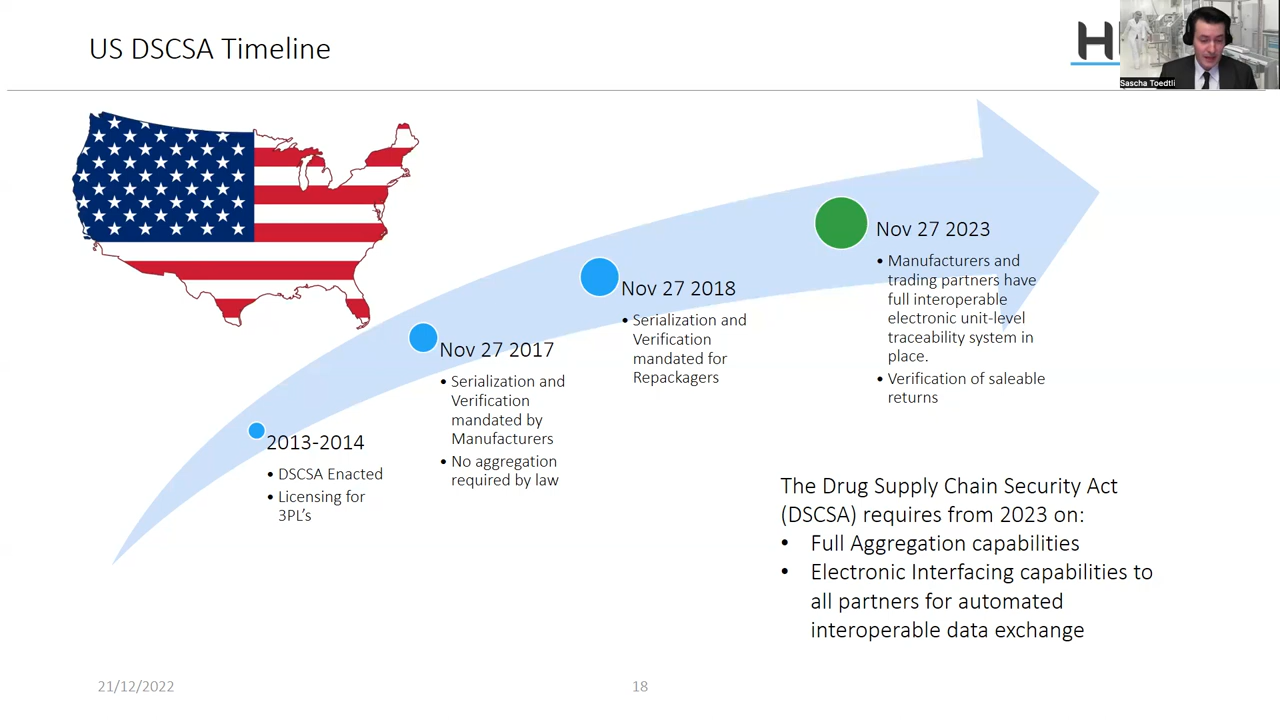 US DSCSA Timeline
H
Sascha Toedtli
Nov 27 2023
• Manufacturers and
trading partners have
full interoperable
electronic unit-level
traceability system in
place.
• Verification of saleable
returns
Nov 27 2018
• Serialization and
Verification
mandated for
Repackagers
Nov 27 2017
• Serialization and
Verification
mandated by
Manufacturers
• No aggregation
required by law
2013-2014
• DSCSA Enacted
• Licensing for
3PL's
The Drug Supply Chain Security Act
(DSCSA) requires from 2023 on:
• Full Aggregation capabilities
• Electronic Interfacing capabilities to
all partners for automated
interoperable data exchange
21/12/2022
18